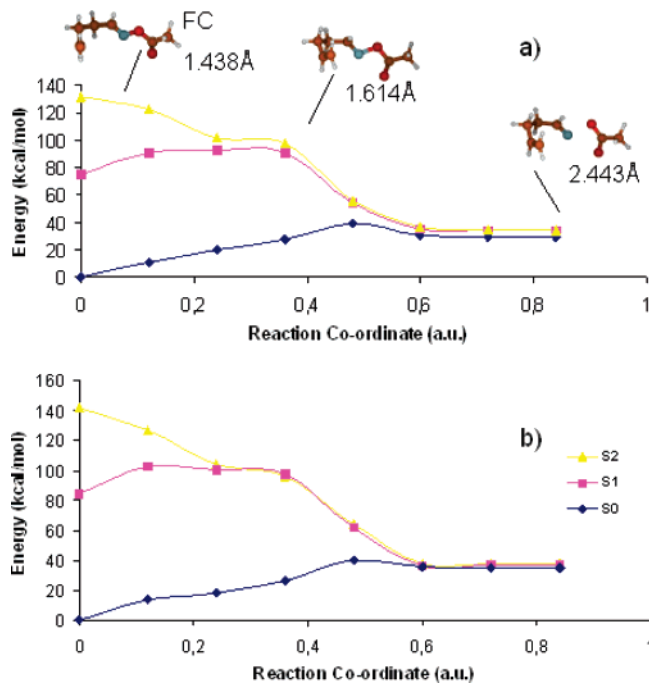 FC
a)
1.438Å
1.614Å
2.443Å
Energy (kcal/mol)
140
120
100
80
60
40
20
0
0 0,2 0,4 0,6 0,8 1
Reaction Co-ordinate (a.u.)
b)
Energy (kcal/mol)
160
140
120
100
80
60
40
20
0
S2
S1
S0
0 0,2 0,4 0,6 0,8 1
Reaction Co-ordinate (a.u.)